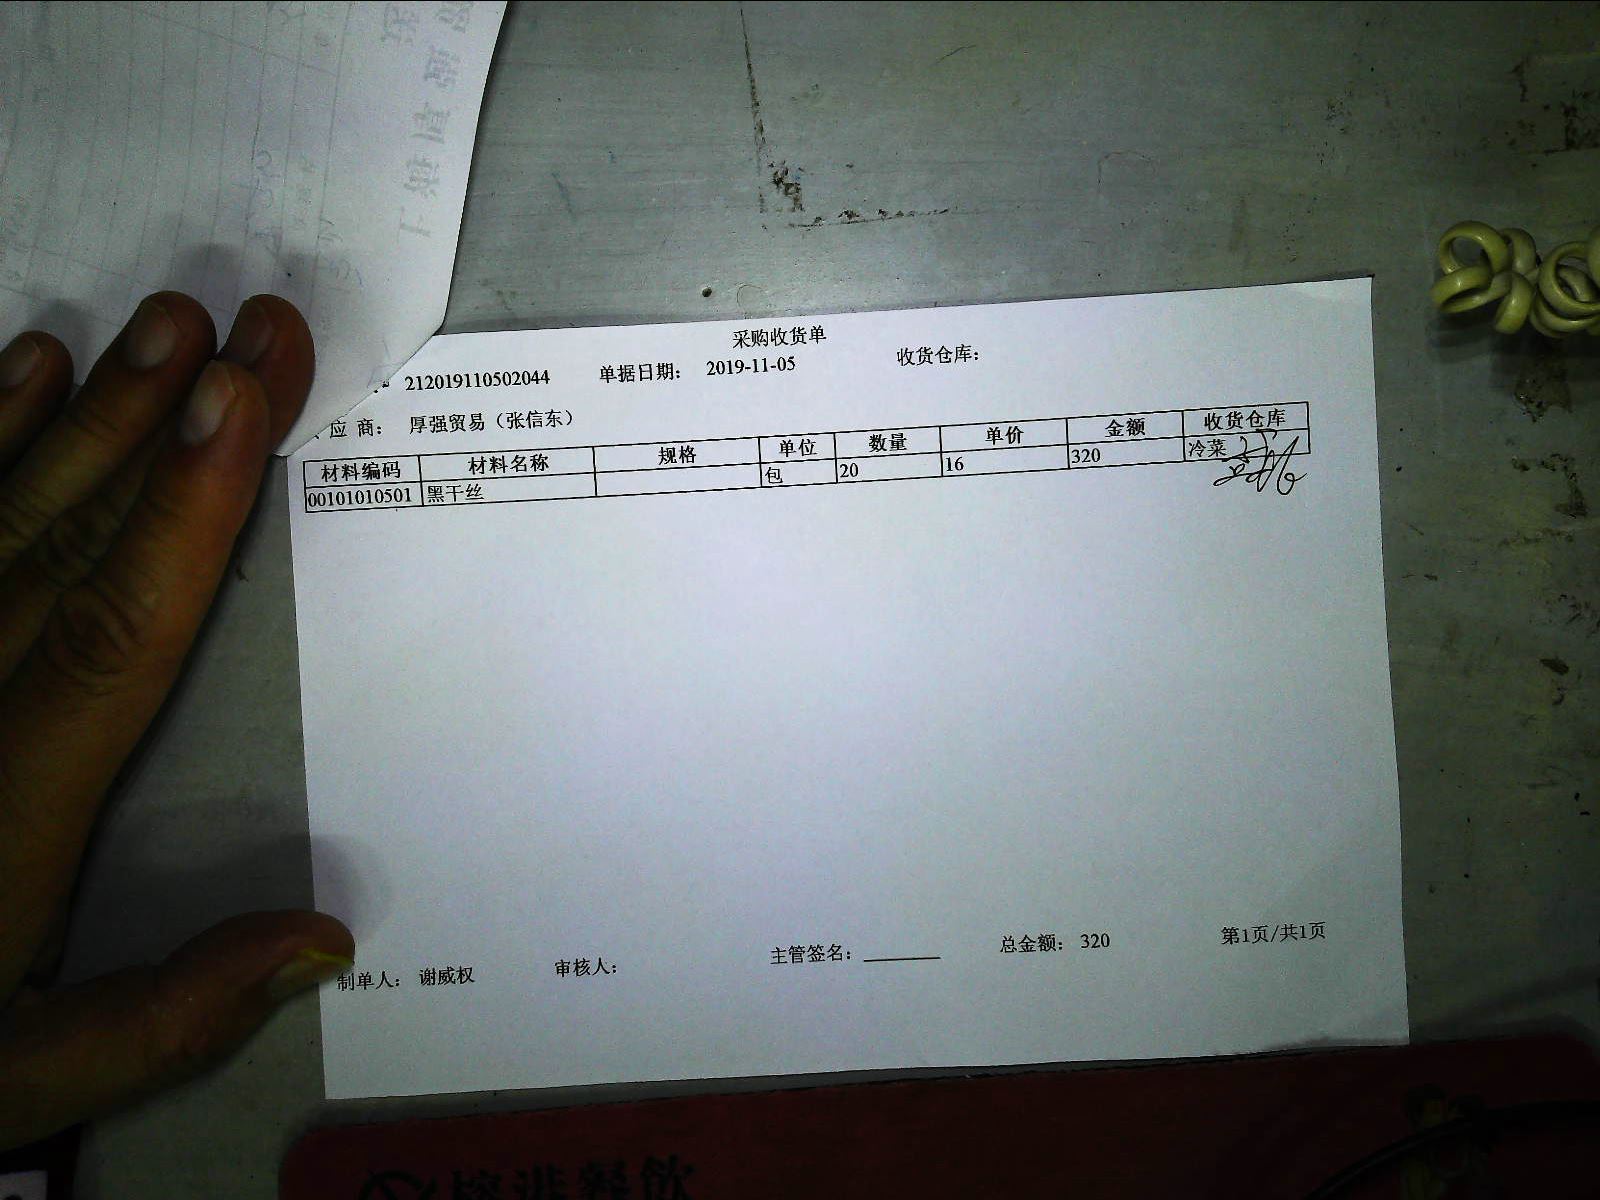 采购收货单
212019110502044 单据日期： 2019-11-05 收货仓库：
应 商： 厚强贸易（张信东）
材料编码 材料名称 规格 单位 数量 单价 金额 收货仓库
00101010501 黑干丝 包 20 16 320 冷菜
制单人： 谢威权 审核人： 主管签名： 总金额： 320 第1页/共1页
餐飲